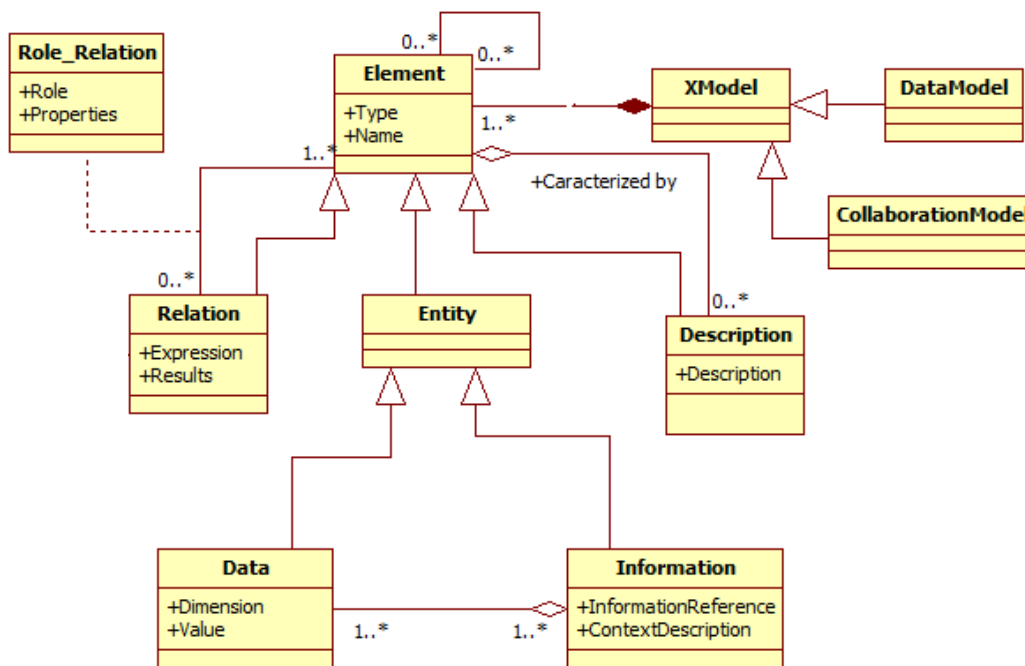 0..*
0..*
Role_Relation
+Role
+Properties
Element
+Type
+Name
1..*
1..*
XModel
DataModel
+Caracterized by
CollaborationModel
0..*
0..*
Relation
+Expression
+Results
Entity
Description
+Description
Data
+Dimension
+Value
1..*
1..*
Information
+InformationReference
+ContextDescription